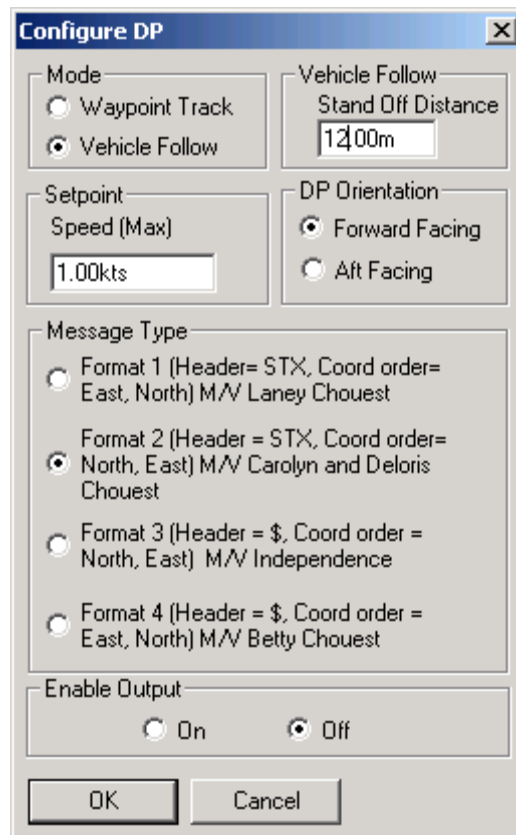 Configure DP
Mode
Waypoint Track
Vehicle Follow
Vehicle Follow
Stand Off Distance
12.00m
Setpoint
Speed (Max)
1.00kts
DP Orientation
Forward Facing
Aft Facing
Message Type
Format 1 (Header= STX, Coord order=
East, North) M/V Laney Chouest
Format 2 (Header = STX, Coord order=
North, East) M/V Carolyn and Deloris
Chouest
Format 3 (Header = $, Coord order =
North, East)  M/V Independence
Format 4 (Header = $, Coord order =
East, North) M/V Betty Chouest
Enable Output
On
Off
OK
Cancel